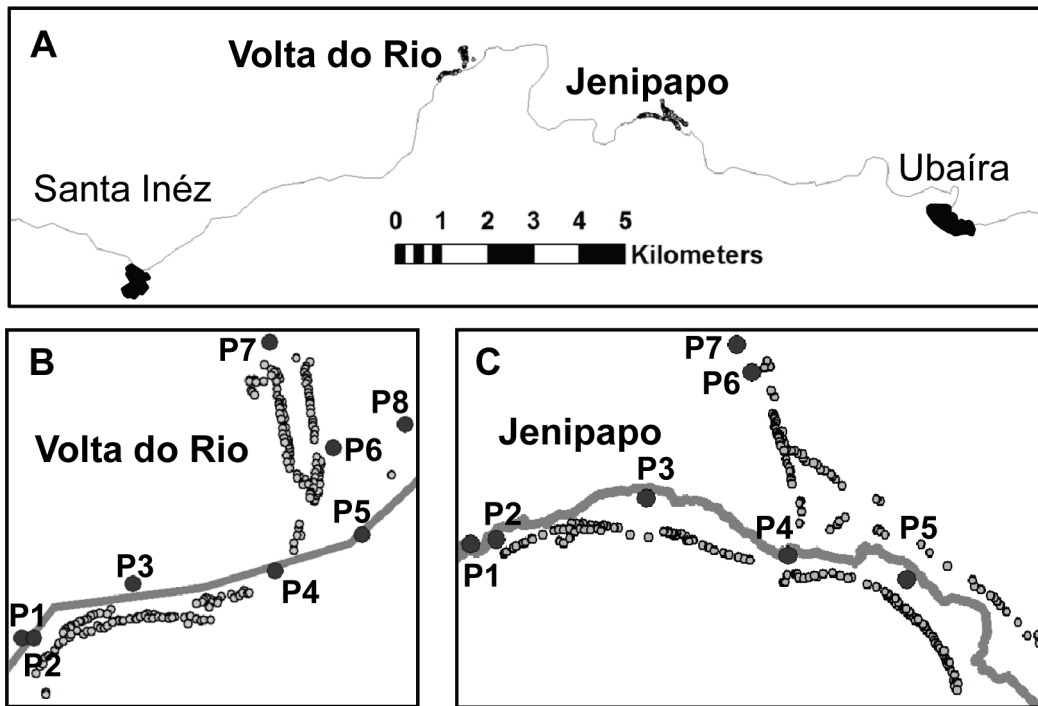 A
Volta do Rio
Jenipapo
Santa Inéz
Ubaíra
0 1 2 3 4 5
Kilometers
B
P7
P8
Volta do Rio
P6
P5
P3
P4
P1
P2
C
P7
P6
Jenipapo
P3
P2
P4
P5
P1